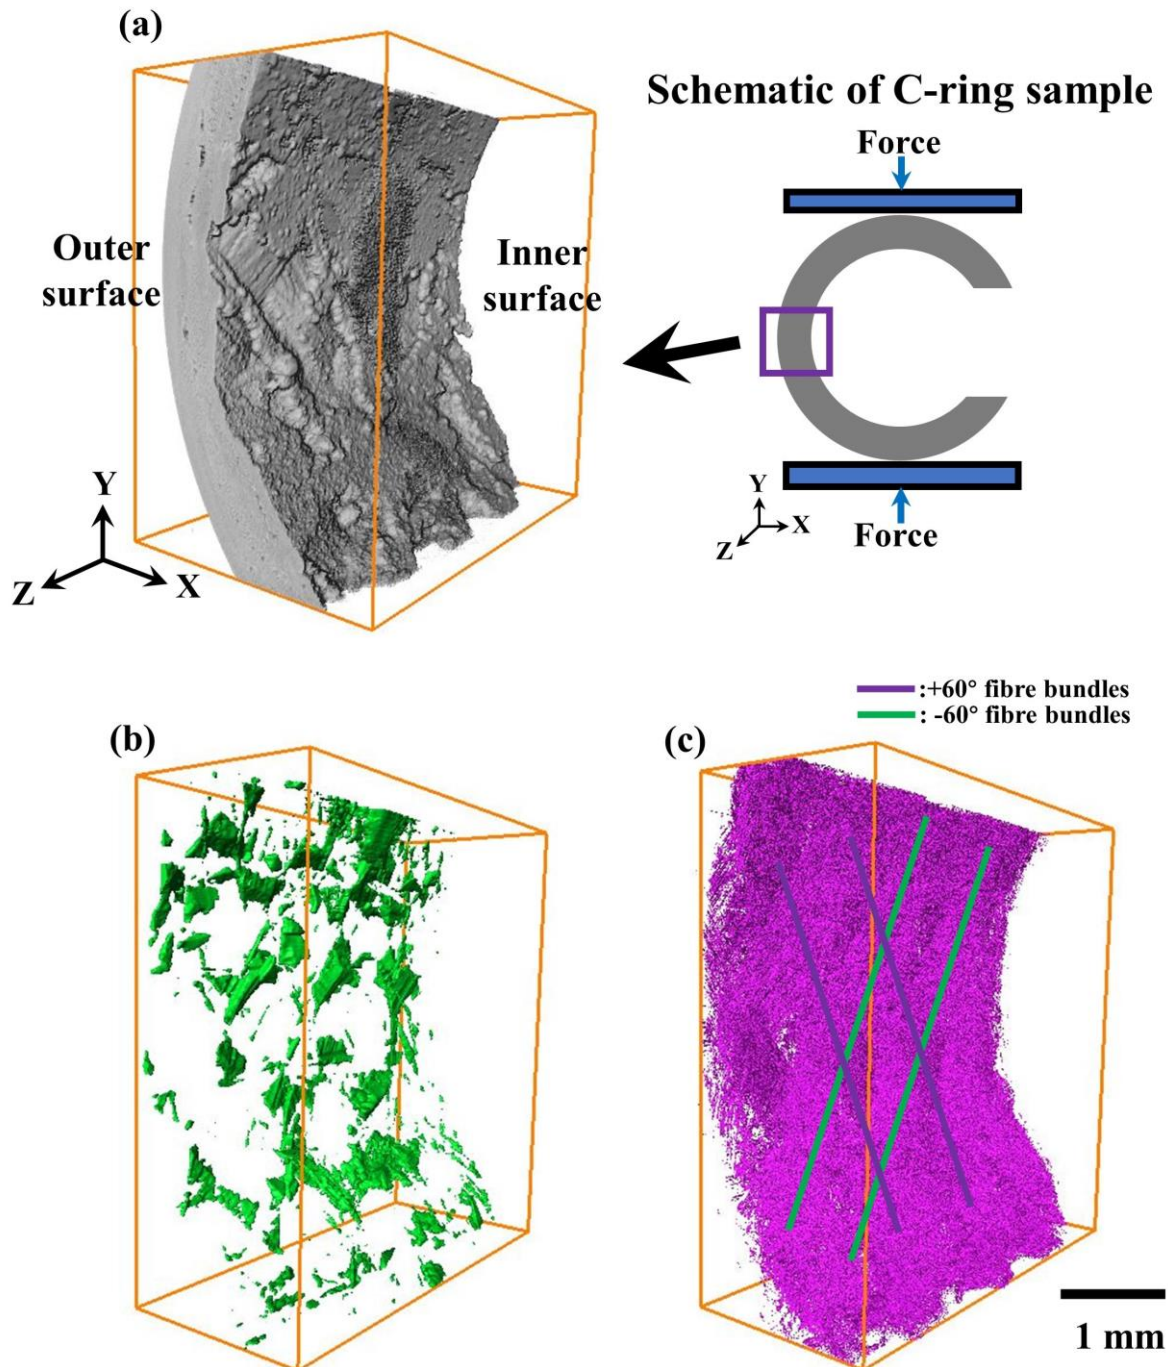 (a)
Schematic of C-ring sample
Force
Outer
surface
Inner
surface
Y
Z
X
Y
X
Z
Force
:+60° fibre bundles
: -60° fibre bundles
(b)
(c)
1 mm